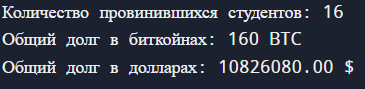 Количество провинившихся студентов: 16
Общий долг в биткойнах: 160 BTC
Общий долг в долларах: 10826080.00 $